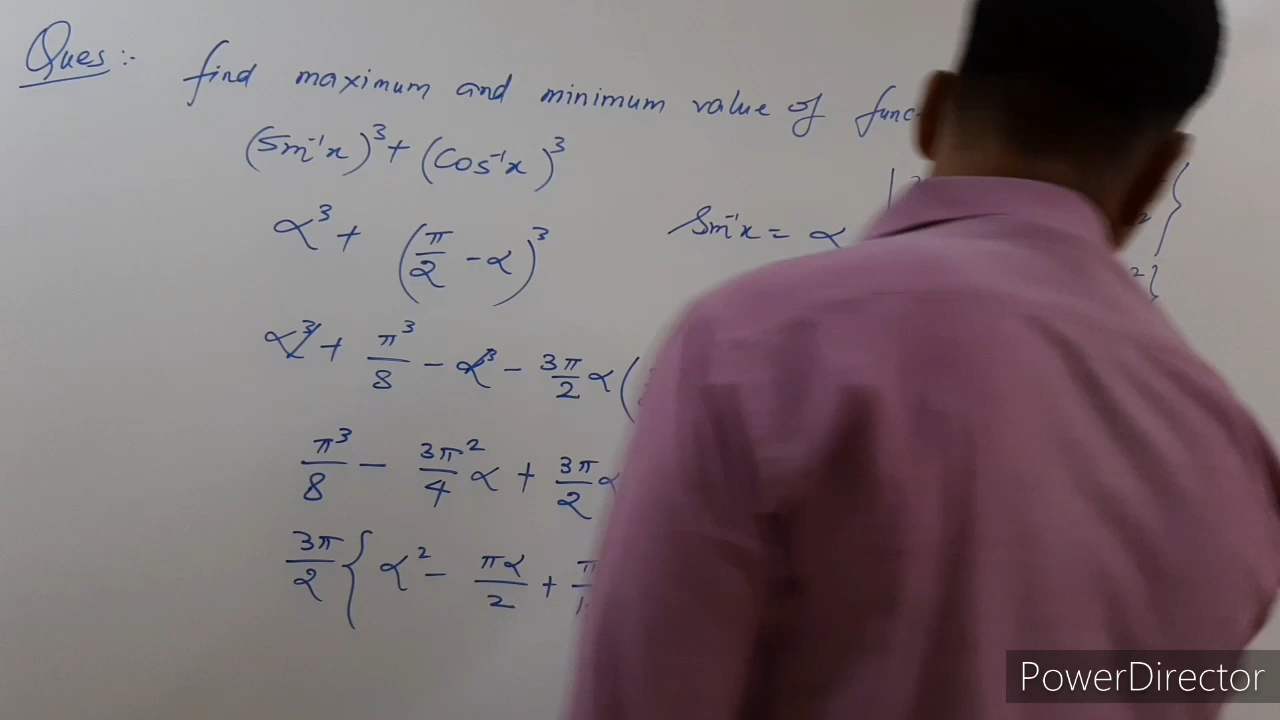 Ques :- find maximum and minimum value of func
(Sin⁻¹x)³ + (Cos⁻¹x)³
α³ + (π/2 - α)³ Sin⁻¹x = α
α³ + π³/8 - α³ - 3π/2 α (
π³/8 - 3π²/4 α + 3π/2 α
3π/2 { α² - πα/2 +
PowerDirector